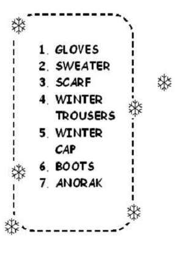 1. GLOVES
2. SWEATER
3. SCARF
4. WINTER
TROUSERS
5. WINTER
CAP
6. BOOTS
7. ANORAK